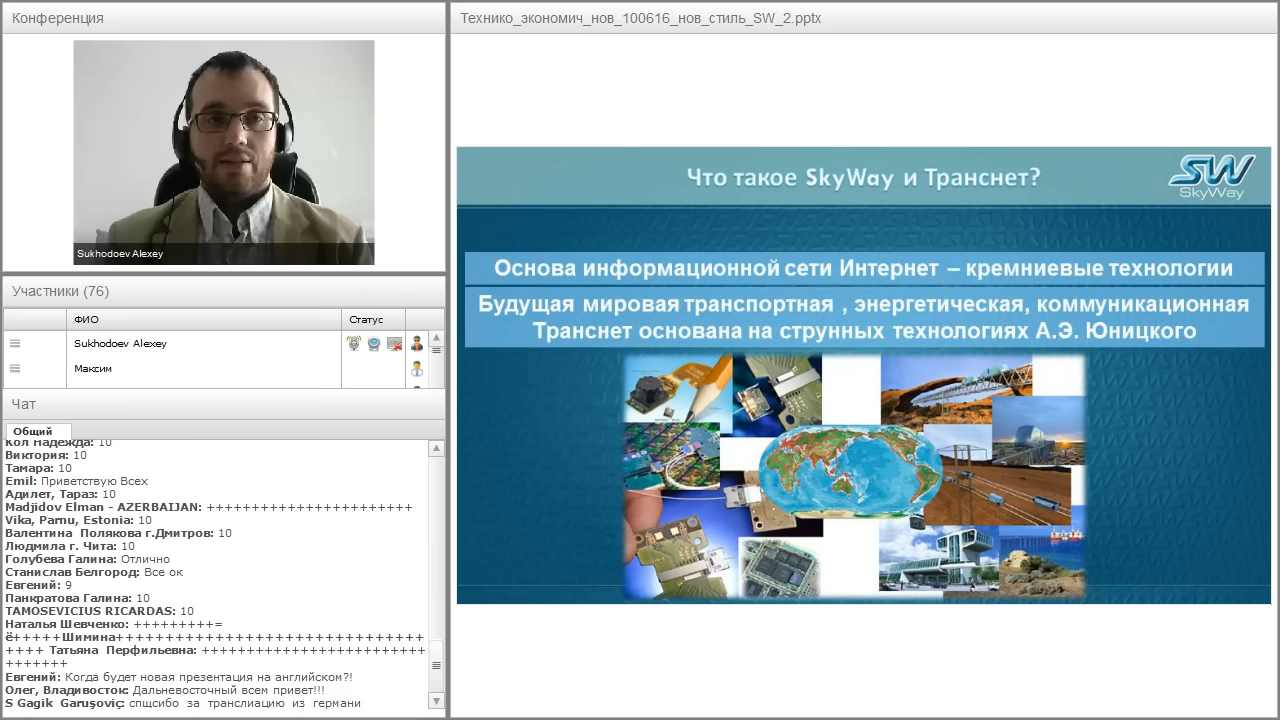 Конференция
Sukhodoev Alexey
Участники (76)
ФИО
Статус
Sukhodoev Alexey
Максим
Чат
Общий
Кол Надежда: 10
Виктория: 10
Тамара: 10
Emil: Приветствую Всех
Адилет, Тараз: 10
Madjidov Elman - AZERBAIJAN: ++++++++++++++++++++++
Vika, Parnu, Estonia: 10
Валентина Полякова г.Дмитров: 10
Людмила г. Чита: 10
Голубева Галина: Отлично
Станислав Белгород: Все ок
Евгений: 9
Панкратова Галина: 10
TAMOSEVICIUS RICARDAS: 10
Наталья Шевченко: +++++++++=
ё+++++Шимина+++++++++++++++++++++++++++++++
++++ Татьяна Перфильевна: ++++++++++++++++++++++++
+++++++
Евгений: Когда будет новая презентация на английском?!
Олег, Владивосток: Дальневосточный всем привет!!!
S Gagik Garuşoviç: спщсибо за транслиацию из германи
Технико_экономич_нов_100616_нов_стиль_SW_2.pptx
Что такое SkyWay и Транснет?
SW
SkyWay
Основа информационной сети Интернет – кремниевые технологии
Будущая мировая транспортная , энергетическая, коммуникационная
Транснет основана на струнных технологиях А.Э. Юницкого